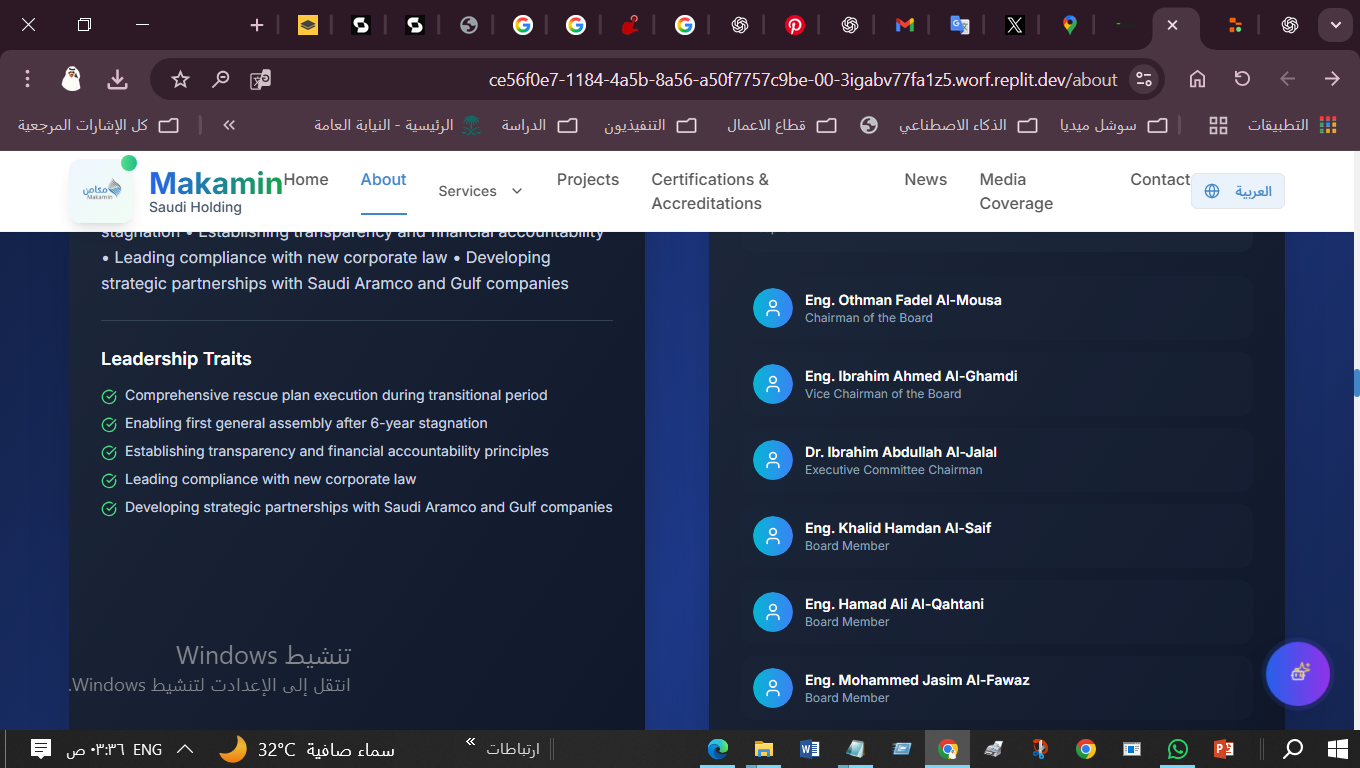 ce56f0e7-1184-4a5b-8a56-a50f7757c9be-00-3igabv77fa1z5.worf.replit.dev/about
التطبيقات
سوشل ميديا
الذكاء الاصطناعي
قطاع الاعمال
التنفيذيون
الدراسة
الرئيسية - النيابة العامة
»
كل الإشارات المرجعية
معامن
Makamin
Makamin
Saudi Holding
Home
About
Services
Projects
Certifications &
Accreditations
News
Media
Coverage
Contact
العربية
stagnation • Establishing transparency and financial accountability
• Leading compliance with new corporate law • Developing
strategic partnerships with Saudi Aramco and Gulf companies
Leadership Traits
Comprehensive rescue plan execution during transitional period
Enabling first general assembly after 6-year stagnation
Establishing transparency and financial accountability principles
Leading compliance with new corporate law
Developing strategic partnerships with Saudi Aramco and Gulf companies
Eng. Othman Fadel Al-Mousa
Chairman of the Board
Eng. Ibrahim Ahmed Al-Ghamdi
Vice Chairman of the Board
Dr. Ibrahim Abdullah Al-Jalal
Executive Committee Chairman
Eng. Khalid Hamdan Al-Saif
Board Member
Eng. Hamad Ali Al-Qahtani
Board Member
Eng. Mohammed Jasim Al-Fawaz
Board Member
تنشيط Windows
انتقل إلى الإعدادت لتنشيط Windows.
٠٣:٣٦ ص
ENG
32°C سماء صافية
ارتباطات